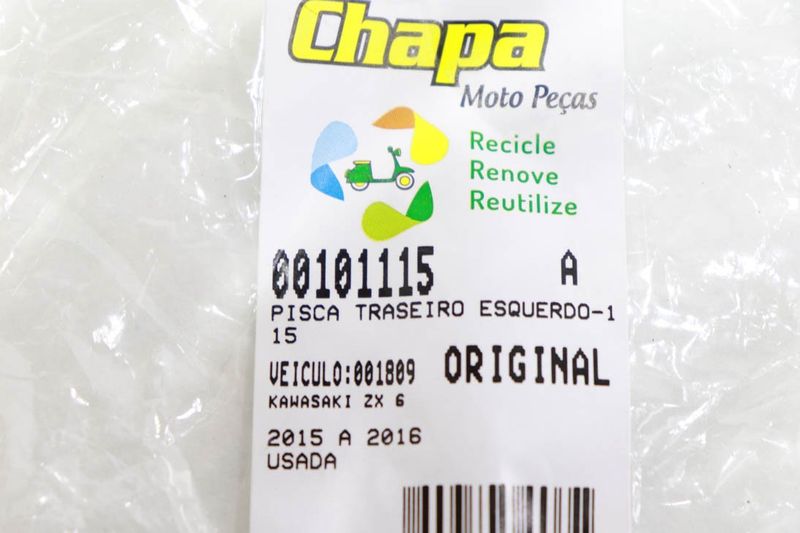 Chapa
Moto Peças
Recicle
Renove
Reutilize
00101115 A
PISCA TRASEIRO ESQUERDO-1
15
VEICULO:001809 ORIGINAL
KAWASAKI ZX 6
2015 A 2016
USADA